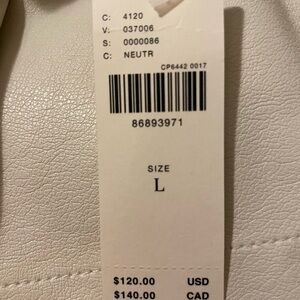 C: 4120
V: 037006
S: 0000086
C: NEUTR
CP6442 0017
86893971
SIZE
L
$120.00 USD
$140.00 CAD